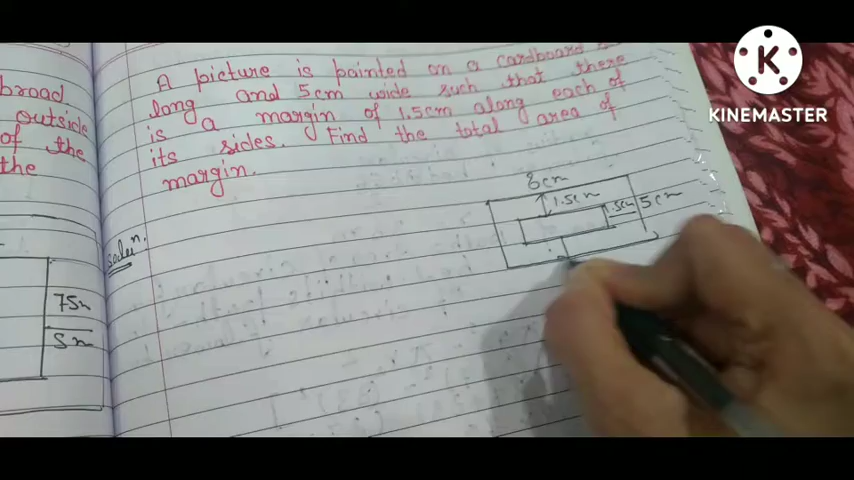 broad
outside
of the
the
75m
5m
A picture is painted on a cardboard
long and 5cm wide such that there
is a margin of 1.5cm along each of
its sides. Find the total area of
margin.
soluⁿ.
8cm
1.5cm
1.5cm
5cm
K
KINEMASTER